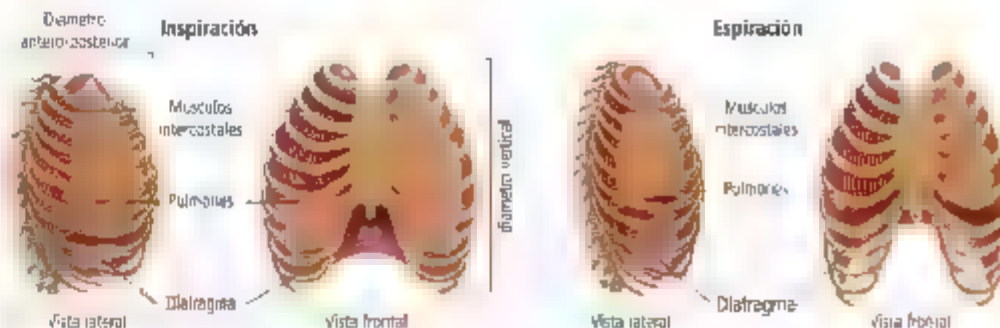 Diametro
antero-posterior
Inspiración
Musculos
intercostales
Pulmones
Diafragma
Vista lateral
Vista frontal
diametro vertical
Espiración
Musculos
intercostales
Pulmones
Diafragma
Vista lateral
Vista frontal